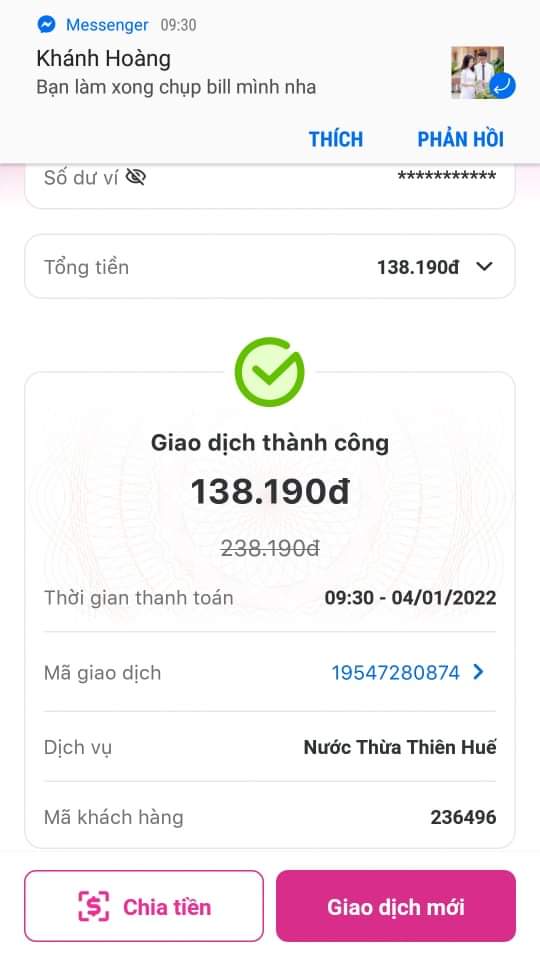 Messenger 09:30
Khánh Hoàng
Bạn làm xong chụp bill mình nha
THÍCH PHẢN HỒI
Số dư ví ***********
Tổng tiền 138.190đ
Giao dịch thành công
138.190đ
238.190đ
Thời gian thanh toán 09:30 - 04/01/2022
Mã giao dịch 19547280874
Dịch vụ Nước Thừa Thiên Huế
Mã khách hàng 236496
Chia tiền Giao dịch mới